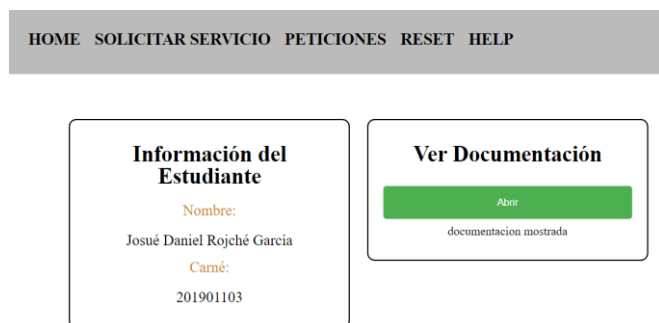 HOME SOLICITAR SERVICIO PETICIONES RESET HELP
Información del
Estudiante
Nombre:
Josué Daniel Rojché García
Carné:
201901103
Ver Documentación
Abrir
documentacion mostrada